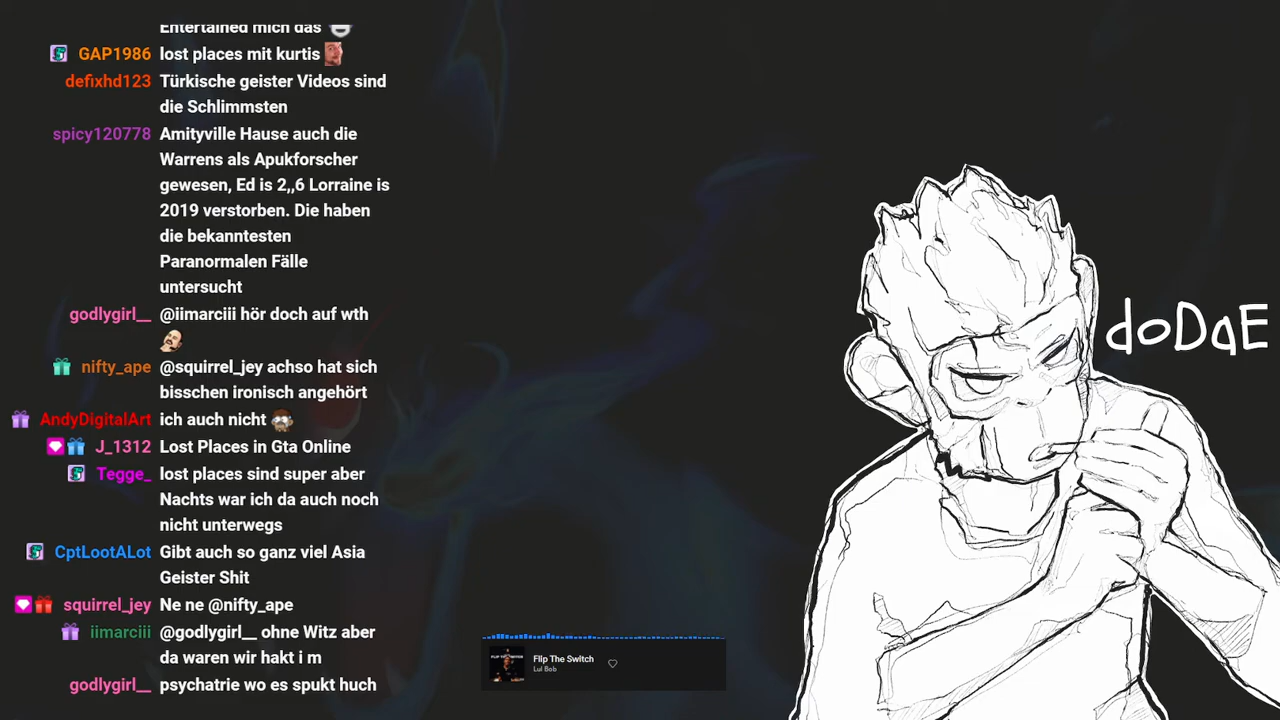 Entertained mich das
GAP1986 lost places mit kurtis
defixhd123 Türkische geister Videos sind
die Schlimmsten
spicy120778 Amityville Hause auch die
Warrens als Apukforscher
gewesen, Ed is 2,,6 Lorraine is
2019 verstorben. Die haben
die bekanntesten
Paranormalen Fälle
untersucht
godlygirl__ @iimarciii hör doch auf wth
nifty_ape @squirrel_jey achso hat sich
bisschen ironisch angehört
AndyDigitalArt ich auch nicht
J_1312 Lost Places in Gta Online
Tegge_ lost places sind super aber
Nachts war ich da auch noch
nicht unterwegs
CptLootALot Gibt auch so ganz viel Asia
Geister Shit
squirrel_jey Ne ne @nifty_ape
iimarciii @godlygirl__ ohne Witz aber
da waren wir hakt i m
godlygirl__ psychatrie wo es spukt huch
doDaE
FLIP THE SWITCH
Flip The Switch
Lul Bob